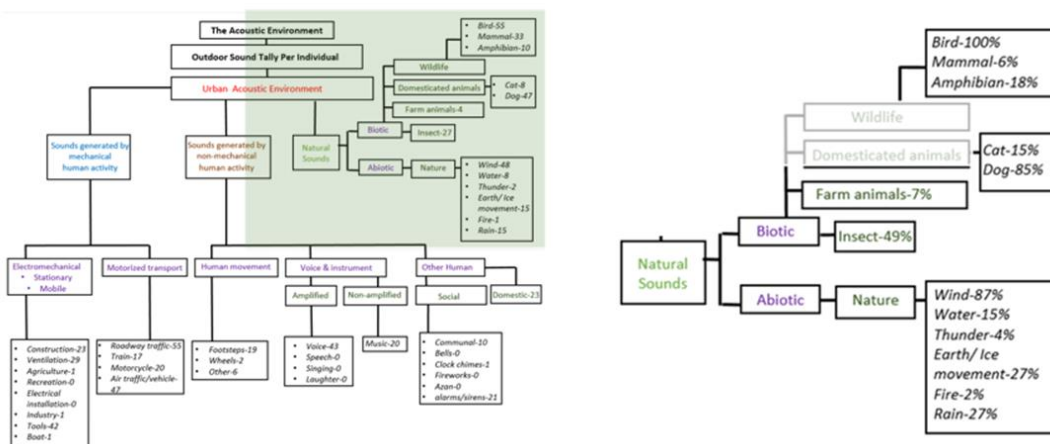 The Acoustic Environment
Outdoor Sound Tally Per Individual
Urban Acoustic Environment
Bird-55
Mammal-33
Amphibian-10
Wildlife
Domesticated animals
Cat-8
Dog-47
Farm animals-4
Biotic
Insect-27
Natural
Sounds
Abiotic
Nature
Wind-48
Water-8
Thunder-2
Earth/ Ice
movement-15
Fire-1
Rain-15
Sounds generated by
mechanical
human activity
Sounds generated by
non-mechanical
human activity
Electromechanical
Stationary
Mobile
Motorized transport
Human movement
Voice & instrument
Other Human
Amplified
Non-amplified
Social
Domestic-23
Construction-23
Ventilation-29
Agriculture-1
Recreation-0
Electrical
installation-0
Industry-1
Tools-42
Boat-1
Roadway traffic-55
Train-17
Motorcycle-20
Air traffic/vehicle-
47
Footsteps-19
Wheels-2
Other-6
Voice-43
Speech-0
Singing-0
Laughter-0
Music-20
Communal-10
Bells-0
Clock chimes-1
Fireworks-0
Azan-0
alarms/sirens-21
Bird-100%
Mammal-6%
Amphibian-18%
Wildlife
Domesticated animals
Cat-15%
Dog-85%
Farm animals-7%
Biotic
Insect-49%
Natural
Sounds
Abiotic
Nature
Wind-87%
Water-15%
Thunder-4%
Earth/ Ice
movement-27%
Fire-2%
Rain-27%